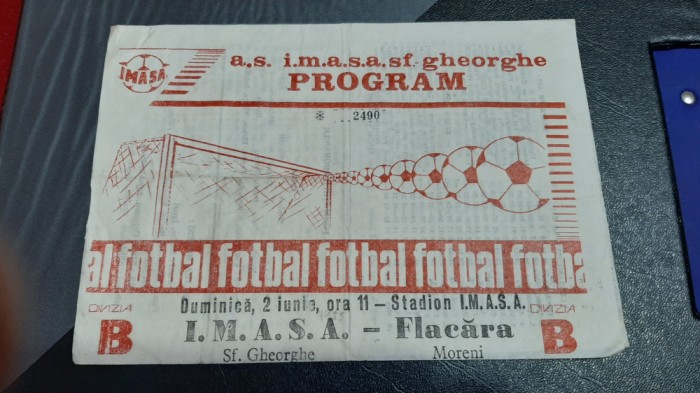 IMASA
a.s. i.m.a.s.a. sf. gheorghe
PROGRAM
* ...2490
al fotbal fotbal fotbal fotbal fotba
Duminică, 2 iunie, ora 11 — Stadion I.M.A.S.A.
DIVIZIA B
DIVIZIA B
I.M.A.S.A. — Flacăra
Sf. Gheorghe Moreni